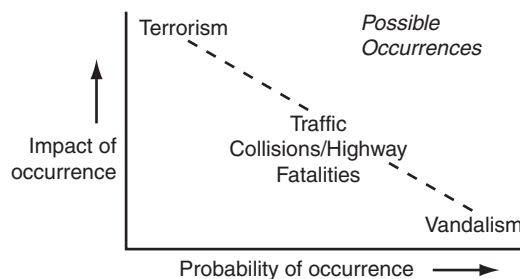 Terrorism
Possible
Occurrences
Impact of
occurrence
Traffic
Collisions/Highway
Fatalities
Vandalism
Probability of occurrence